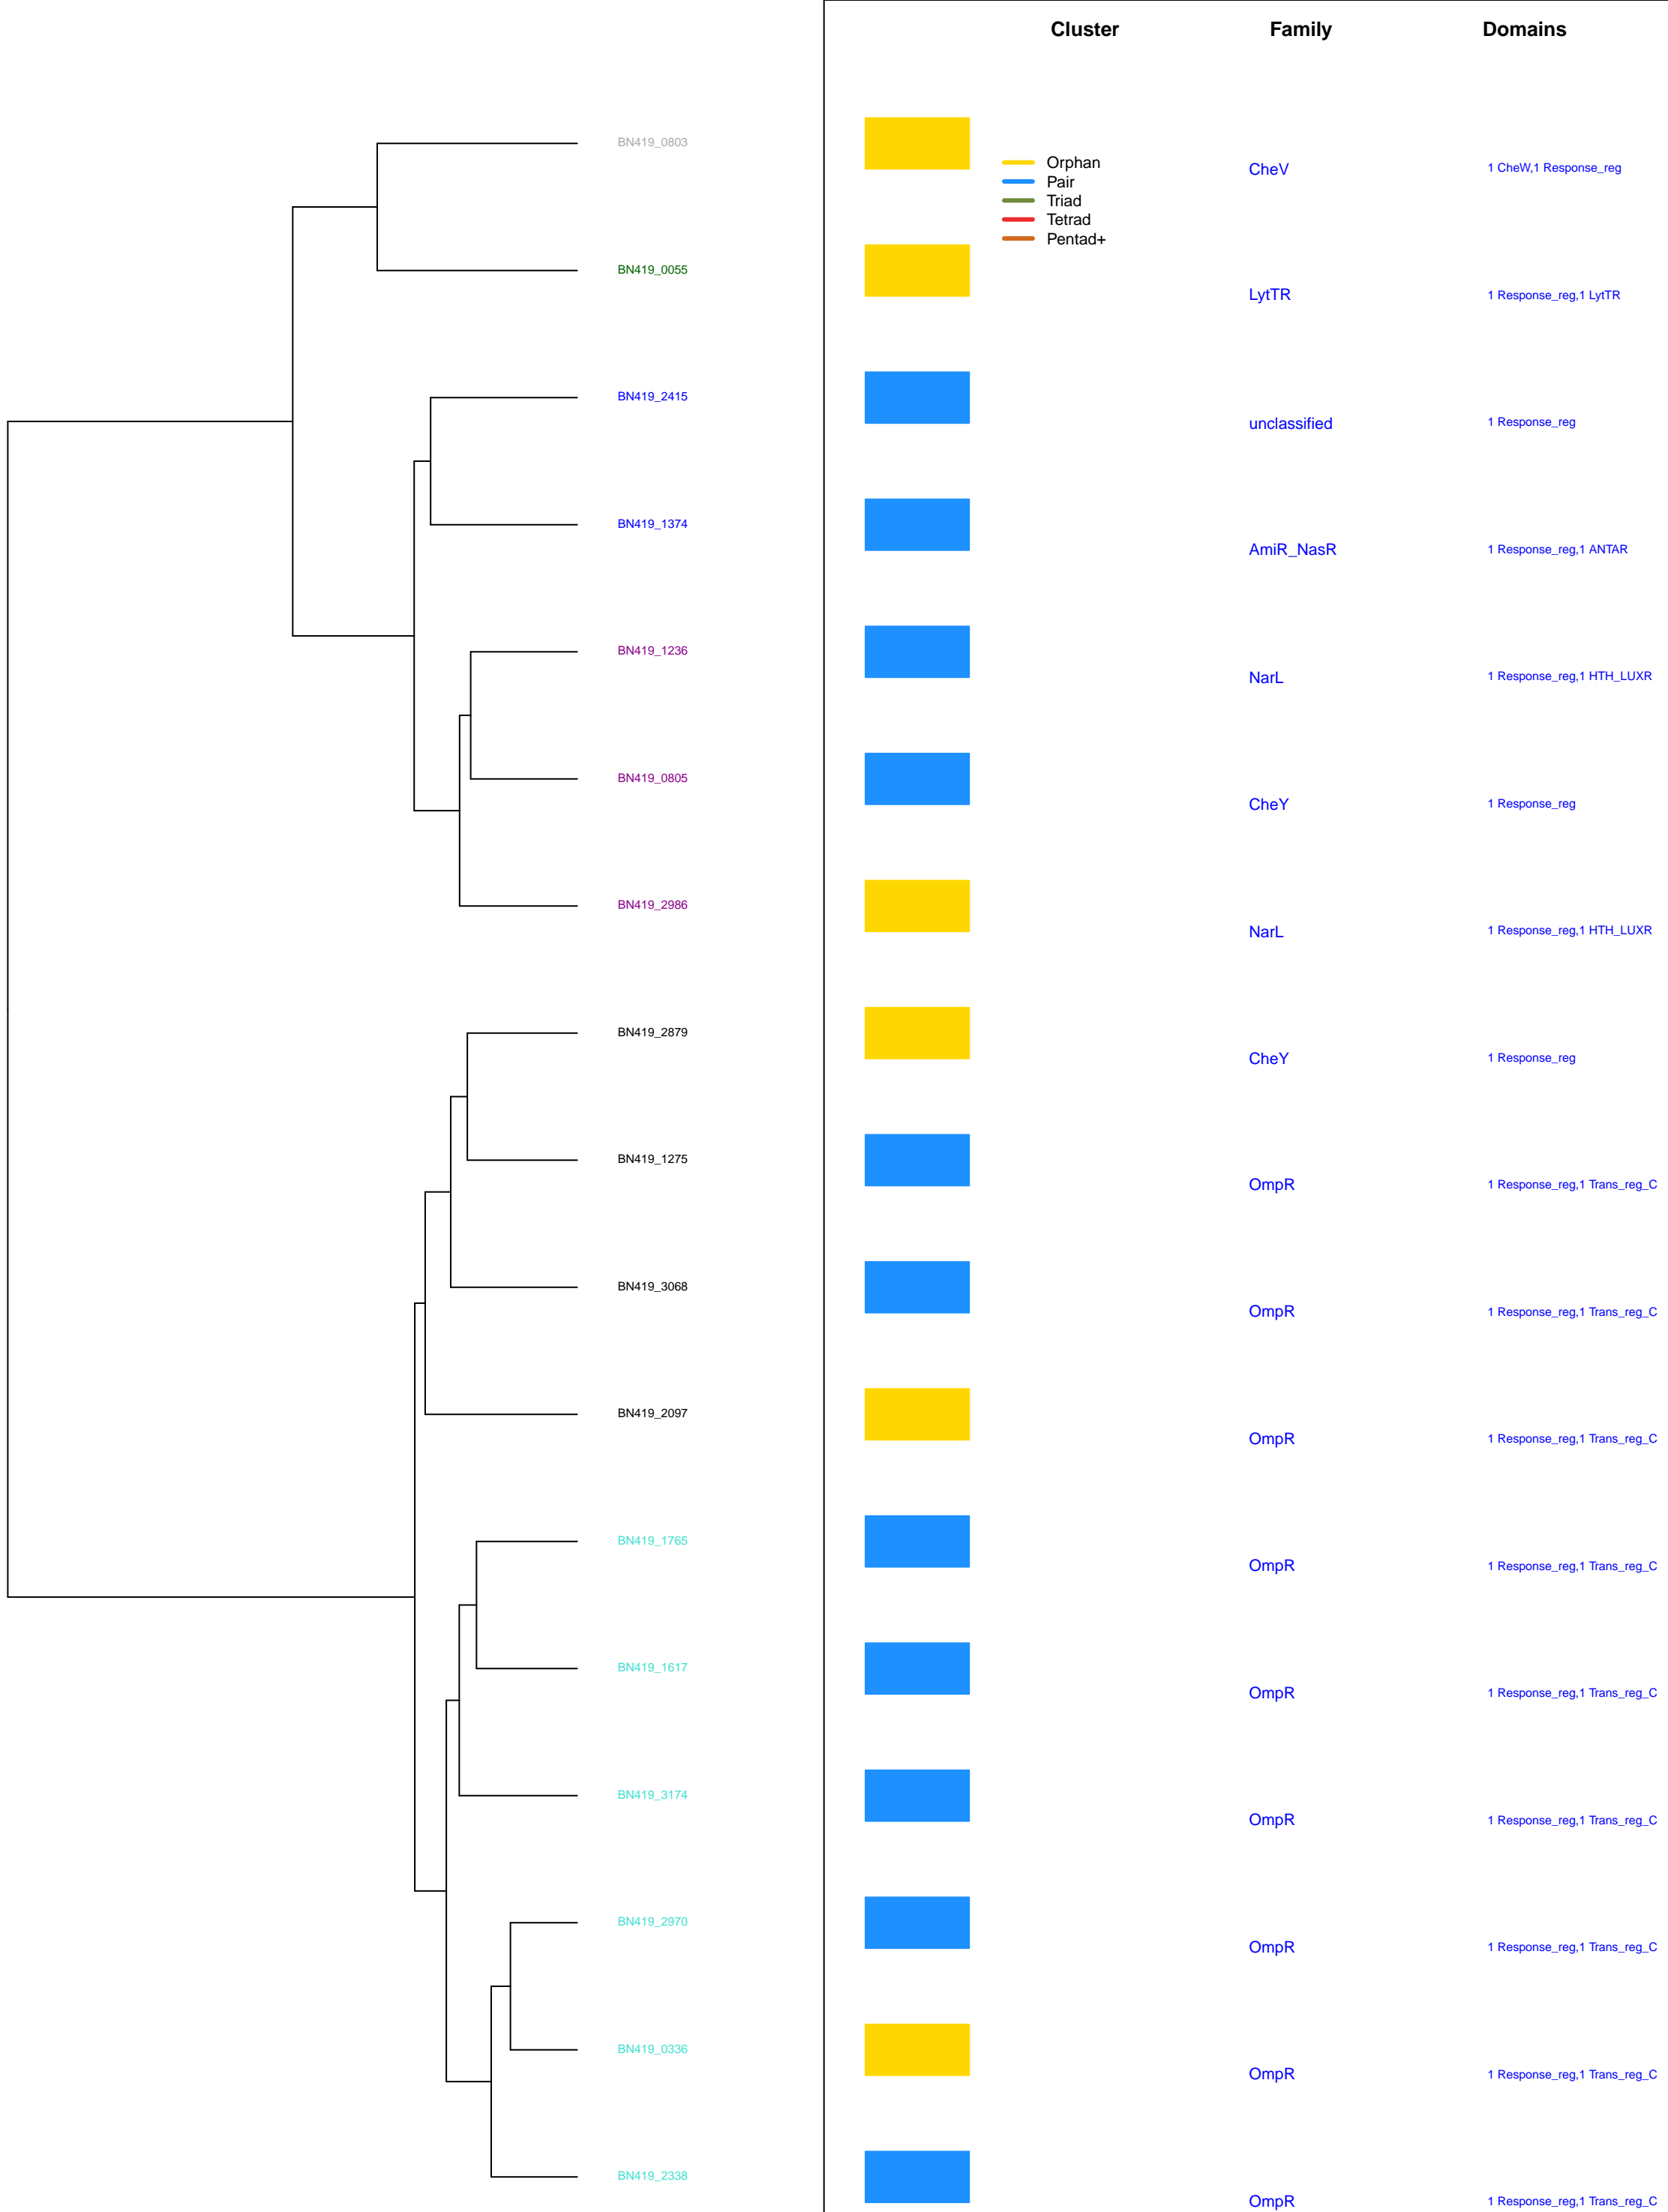 Cluster Family Domains
BN419_0803
Orphan
Pair
Triad
Tetrad
Pentad+
CheV 1 CheW,1 Response_reg
BN419_0055
LytTR 1 Response_reg,1 LytTR
BN419_2415
unclassified 1 Response_reg
BN419_1374
AmiR_NasR 1 Response_reg,1 ANTAR
BN419_1236
NarL 1 Response_reg,1 HTH_LUXR
BN419_0805
CheY 1 Response_reg
BN419_2986
NarL 1 Response_reg,1 HTH_LUXR
BN419_2879
CheY 1 Response_reg
BN419_1275
OmpR 1 Response_reg,1 Trans_reg_C
BN419_3068
OmpR 1 Response_reg,1 Trans_reg_C
BN419_2097
OmpR 1 Response_reg,1 Trans_reg_C
BN419_1765
OmpR 1 Response_reg,1 Trans_reg_C
BN419_1617
OmpR 1 Response_reg,1 Trans_reg_C
BN419_3174
OmpR 1 Response_reg,1 Trans_reg_C
BN419_2970
OmpR 1 Response_reg,1 Trans_reg_C
BN419_0336
OmpR 1 Response_reg,1 Trans_reg_C
BN419_2338
OmpR 1 Response_reg,1 Trans_reg_C